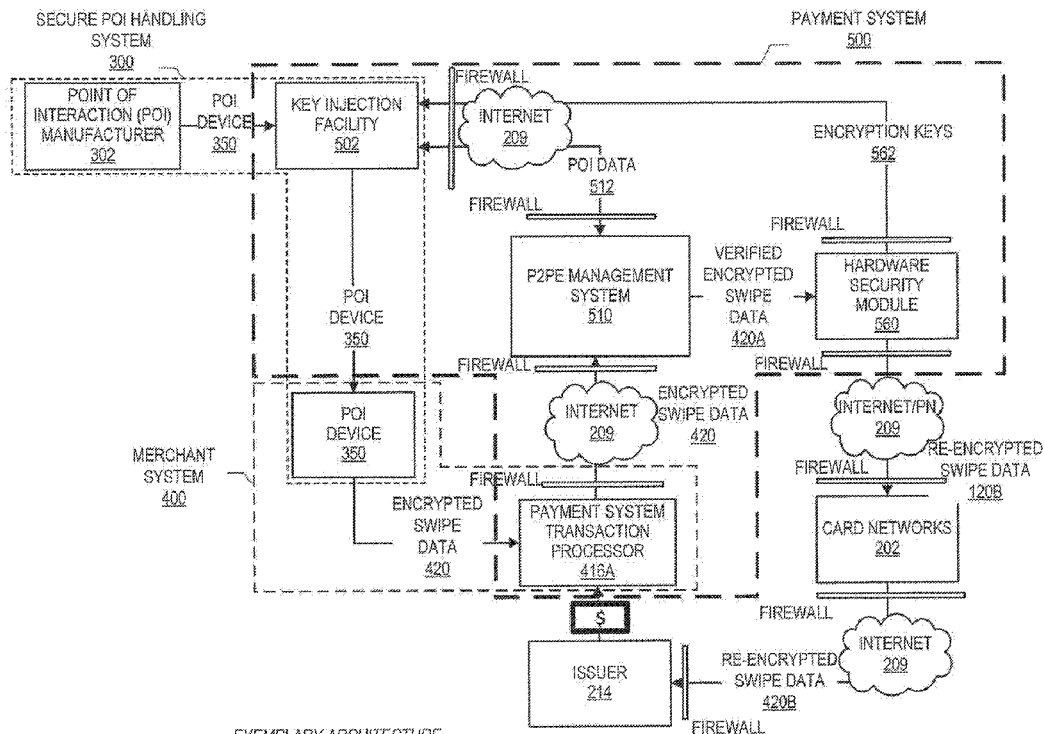 SECURE POI HANDLING
SYSTEM
300
PAYMENT SYSTEM
500
POINT OF
INTERACTION (POI)
MANUFACTURER
302
POI
DEVICE
350
KEY INJECTION
FACILITY
502
FIREWALL
INTERNET
209
ENCRYPTION KEYS
562
POI DATA
512
FIREWALL
FIREWALL
P2PE MANAGEMENT
SYSTEM
510
VERIFIED
ENCRYPTED
SWIPE
DATA
420A
HARDWARE
SECURITY
MODULE
560
POI
DEVICE
350
FIREWALL
FIREWALL
POI
DEVICE
350
INTERNET
209
ENCRYPTED
SWIPE DATA
420
INTERNET/PN
209
MERCHANT
SYSTEM
400
FIREWALL
FIREWALL
RE-ENCRYPTED
SWIPE DATA
120B
ENCRYPTED
SWIPE
DATA
420
PAYMENT SYSTEM
TRANSACTION
PROCESSOR
416A
CARD NETWORKS
202
FIREWALL
$
INTERNET
209
ISSUER
214
RE-ENCRYPTED
SWIPE DATA
420B
FIREWALL
EXEMPLARY ARCHITECTURE